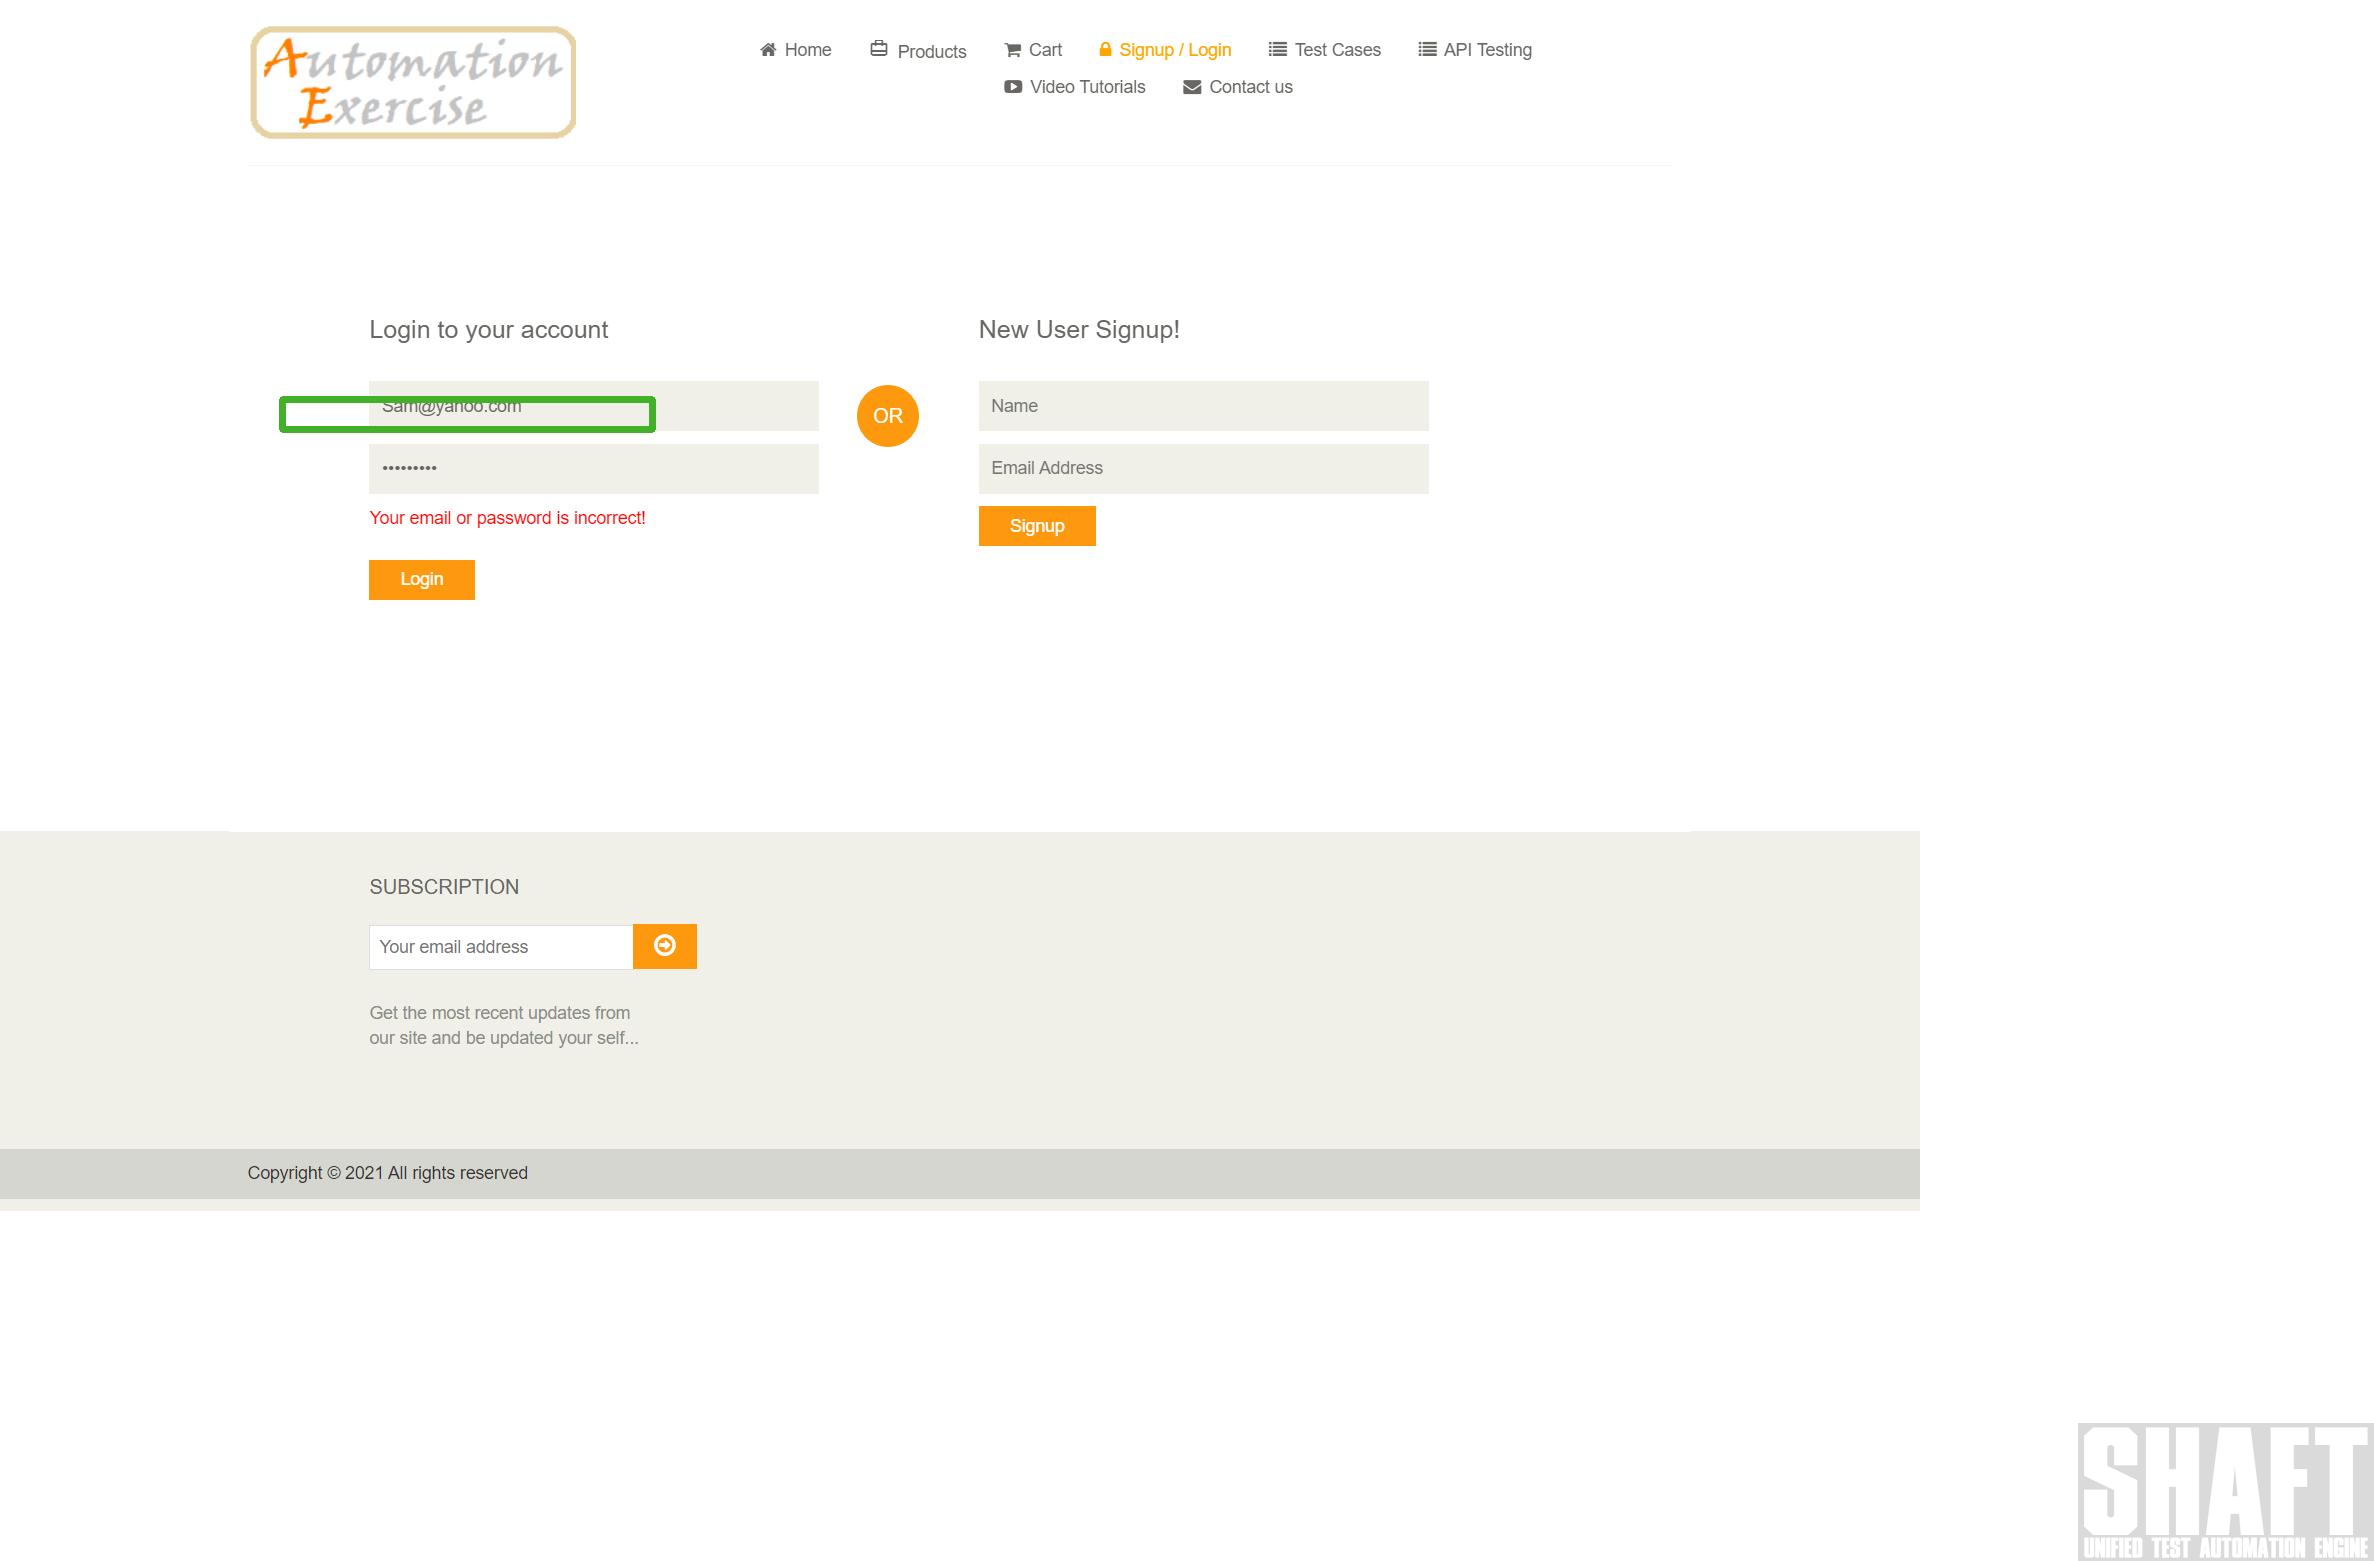 Automation
Exercise
Home
Products
Cart
Signup / Login
Test Cases
API Testing
Video Tutorials
Contact us
Login to your account
Sam@yahoo.com
•••••••••
Your email or password is incorrect!
Login
OR
New User Signup!
Name
Email Address
Signup
SUBSCRIPTION
Your email address
Get the most recent updates from
our site and be updated your self...
Copyright © 2021 All rights reserved
SHAFT
UNIFIED TEST AUTOMATION ENGINE